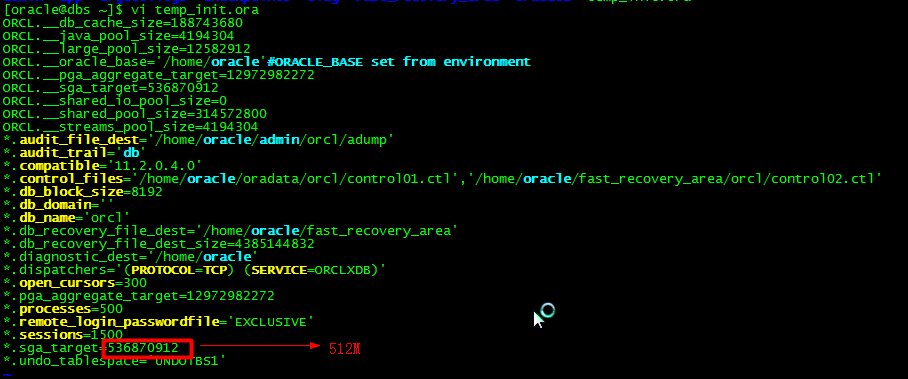 [oracle@dbs ~]$ vi temp_init.ora
ORCL.__db_cache_size=188743680
ORCL.__java_pool_size=4194304
ORCL.__large_pool_size=12582912
ORCL.__oracle_base='/home/oracle'#ORACLE_BASE set from environment
ORCL.__pga_aggregate_target=12972982272
ORCL.__sga_target=536870912
ORCL.__shared_io_pool_size=0
ORCL.__shared_pool_size=314572800
ORCL.__streams_pool_size=4194304
*.audit_file_dest='/home/oracle/admin/orcl/adump'
*.audit_trail='db'
*.compatible='11.2.0.4.0'
*.control_files='/home/oracle/oradata/orcl/control01.ctl','/home/oracle/fast_recovery_area/orcl/control02.ctl'
*.db_block_size=8192
*.db_domain=''
*.db_name='orcl'
*.db_recovery_file_dest='/home/oracle/fast_recovery_area'
*.db_recovery_file_dest_size=4385144832
*.diagnostic_dest='/home/oracle'
*.dispatchers='(PROTOCOL=TCP) (SERVICE=ORCLXDB)'
*.open_cursors=300
*.pga_aggregate_target=12972982272
*.processes=500
*.remote_login_passwordfile='EXCLUSIVE'
*.sessions=1500
*.sga_target=536870912 512M
*.undo_tablespace='UNDOTBS1'
~